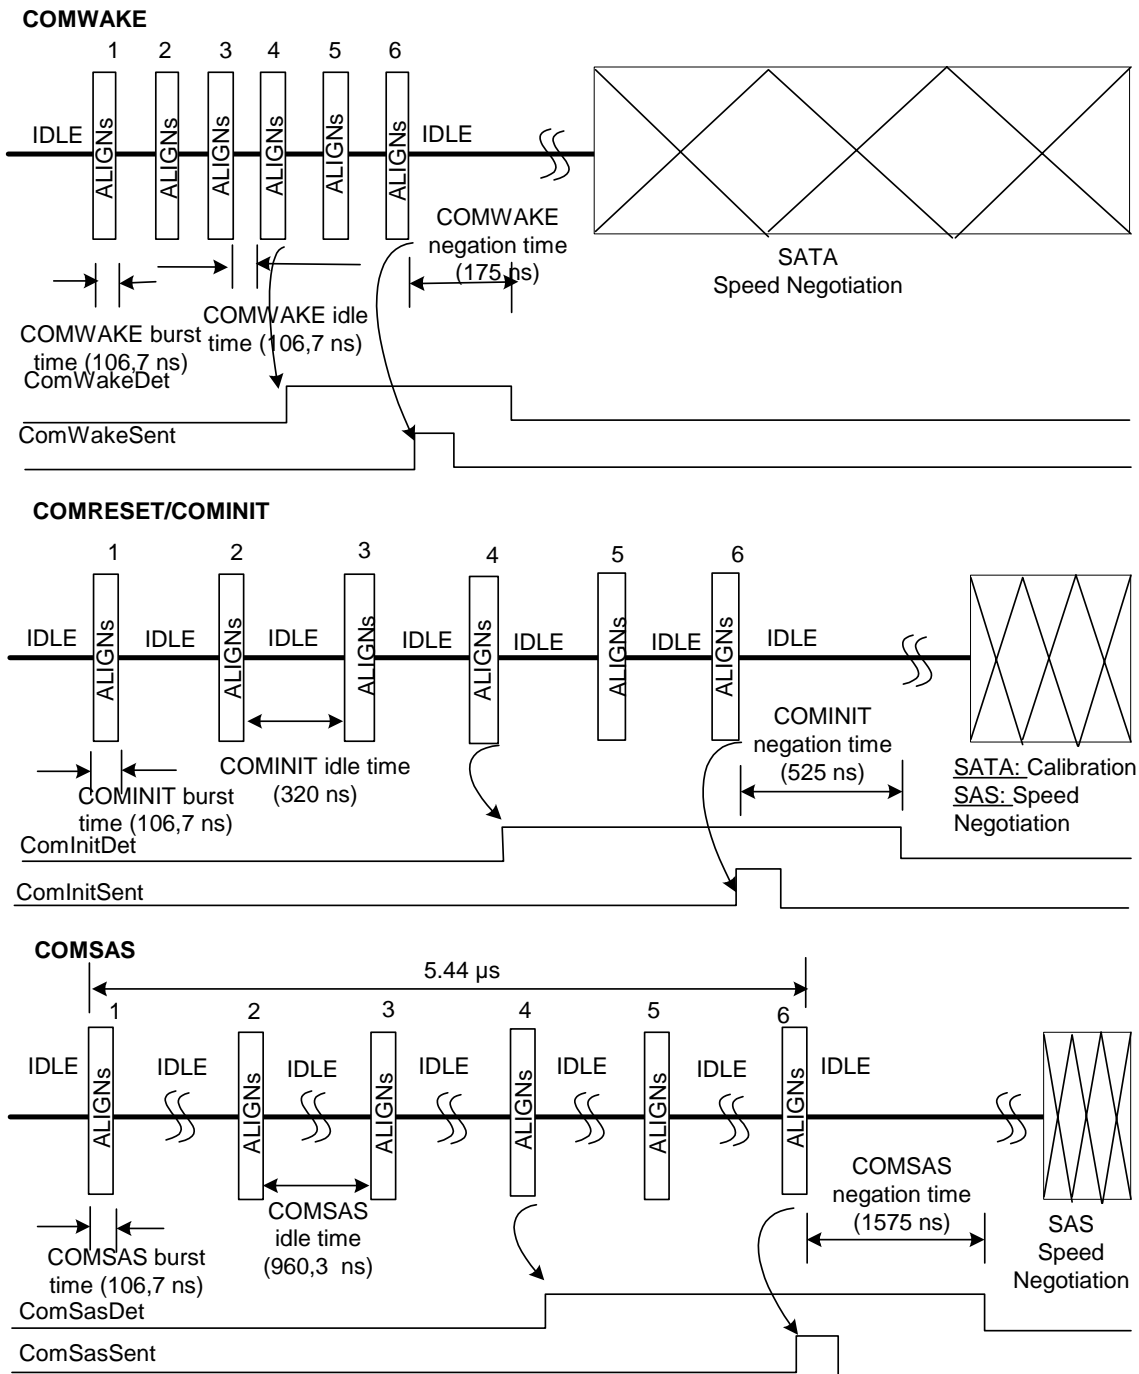 COMWAKE
1 2 3 4 5 6
IDLE ALIGNs ALIGNs ALIGNs ALIGNs ALIGNs ALIGNs IDLE
COMWAKE
negation time
(175 ns)
SATA
Speed Negotiation
COMWAKE burst
time (106,7 ns)
COMWAKE idle
time (106,7 ns)
ComWakeDet
ComWakeSent
COMRESET/COMINIT
1 2 3 4 5 6
IDLE ALIGNs IDLE ALIGNs IDLE ALIGNs IDLE ALIGNs IDLE ALIGNs IDLE ALIGNs IDLE
COMINIT
negation time
(525 ns)
COMINIT idle time
(320 ns)
SATA: Calibration
SAS: Speed
Negotiation
COMINIT burst
time (106,7 ns)
ComInitDet
ComInitSent
COMSAS
5.44 µs
1 2 3 4 5 6
IDLE ALIGNs IDLE ALIGNs IDLE ALIGNs IDLE ALIGNs IDLE ALIGNs IDLE ALIGNs IDLE
COMSAS
negation time
(1575 ns)
COMSAS
idle time
(960,3 ns)
SAS
Speed
Negotiation
COMSAS burst
time (106,7 ns)
ComSasDet
ComSasSent